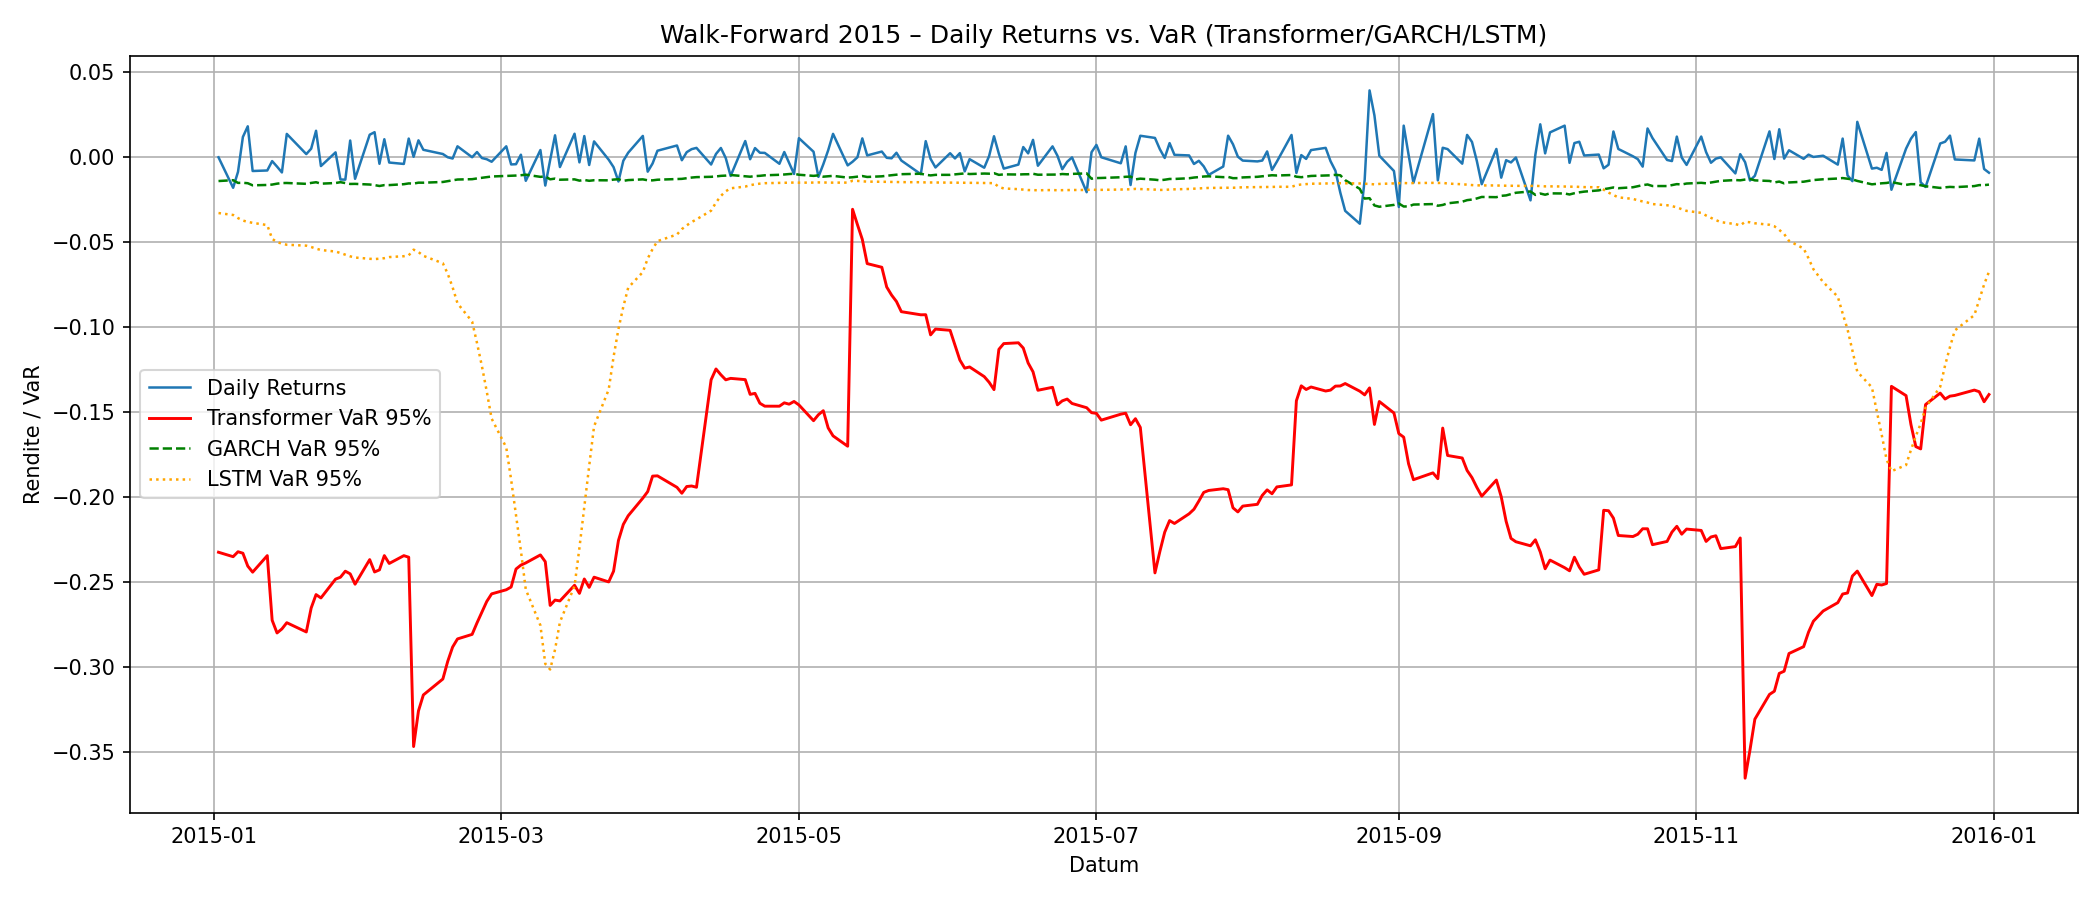 Walk-Forward 2015 – Daily Returns vs. VaR (Transformer/GARCH/LSTM)
0.05
0.00
−0.05
−0.10
−0.15
−0.20
−0.25
−0.30
−0.35
Rendite / VaR
Daily Returns
Transformer VaR 95%
GARCH VaR 95%
LSTM VaR 95%
2015-01 2015-03 2015-05 2015-07 2015-09 2015-11 2016-01
Datum